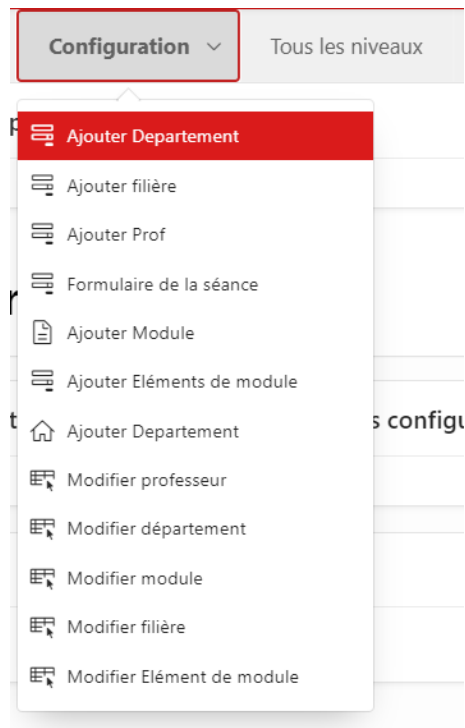 Configuration Tous les niveaux
Ajouter Departement
Ajouter filière
Ajouter Prof
Formulaire de la séance
Ajouter Module
Ajouter Eléments de module
Ajouter Departement
Modifier professeur
Modifier département
Modifier module
Modifier filière
Modifier Elément de module